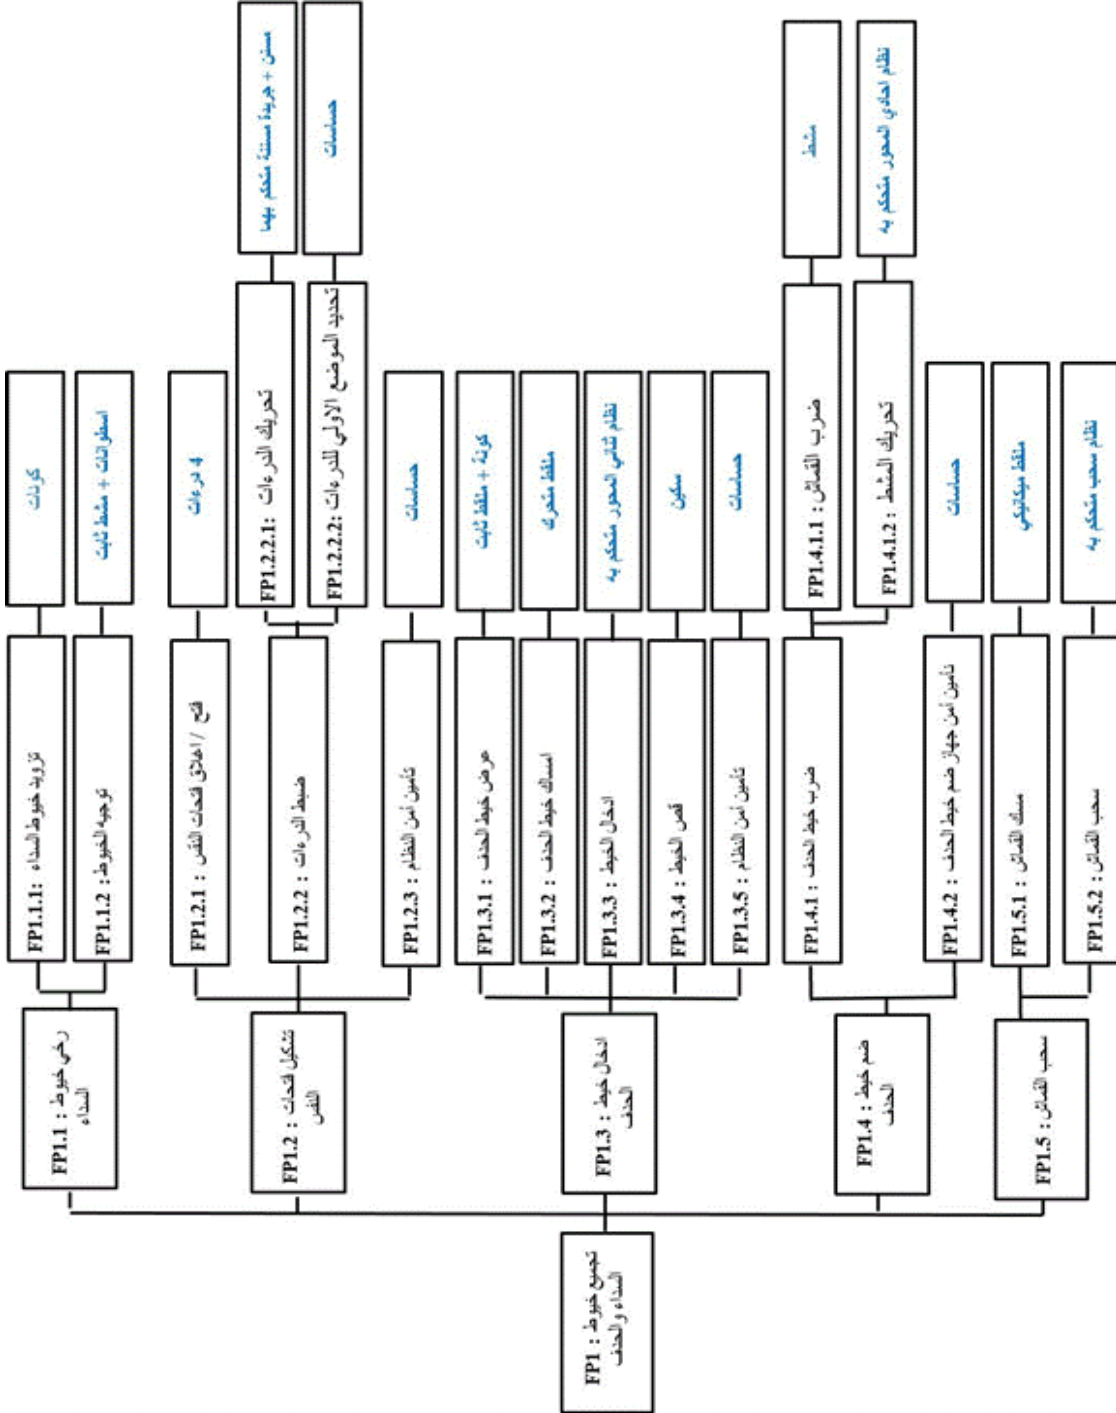 FP1 : تجميع خيوط
السداء والحذف
FP1.1 : رخي خيوط
السداء
FP1.1.1: تزويد خيوط السداء
كونات
FP1.1.2 : توجيه الخيوط
اسطوانات + مشط ثابت
FP1.2 : تشكيل فتحات
النفس
FP1.2.1 : فتح / اغلاق فتحات النفس
4 درءات
FP1.2.2 : ضبط الدرءات
FP1.2.2.1: تحريك الدرءات
مسنن + جريدة مسننة متحكم بهما
FP1.2.2.2: تحديد الموضع الاولي للدرءات
حساسات
FP1.2.3 : تأمين أمن النظام
حساسات
FP1.3 : ادخال خيط
الحذف
FP1.3.1 : عرض خيط الحذف
كونة + ملقط ثابت
FP1.3.2 : امساك خيط الحذف
ملقط متحرك
FP1.3.3 : ادخال الخيط
نظام ثنائي المحور متحكم به
FP1.3.4 : قص الخيط
سكين
FP1.3.5 : تأمين أمن النظام
حساسات
FP1.4 : ضم خيط
الحذف
FP1.4.1 : ضرب خيط الحذف
FP1.4.1.1 : ضرب القماش
مشط
FP1.4.1.2 : تحريك المشط
نظام احادي المحور متحكم به
FP1.4.2 : تأمين أمن جهاز ضم خيط الحذف
حساسات
FP1.5 : سحب القماش
FP1.5.1 : مسك القماش
ملقط ميكانيكي
FP1.5.2 : سحب القماش
نظام سحب متحكم به